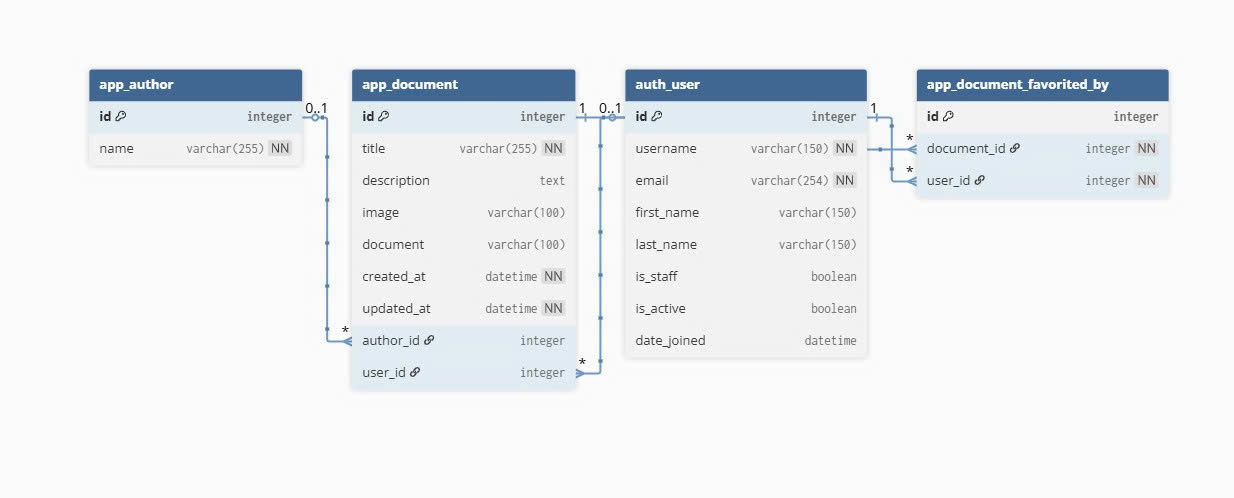 app_author
id integer
name varchar(255) NN
0..1
*
app_document
id integer
title varchar(255) NN
description text
image varchar(100)
document varchar(100)
created_at datetime NN
updated_at datetime NN
author_id integer
user_id integer
1
0..1
*
auth_user
id integer
username varchar(150) NN
email varchar(254) NN
first_name varchar(150)
last_name varchar(150)
is_staff boolean
is_active boolean
date_joined datetime
1
*
*
app_document_favorited_by
id integer
document_id integer NN
user_id integer NN